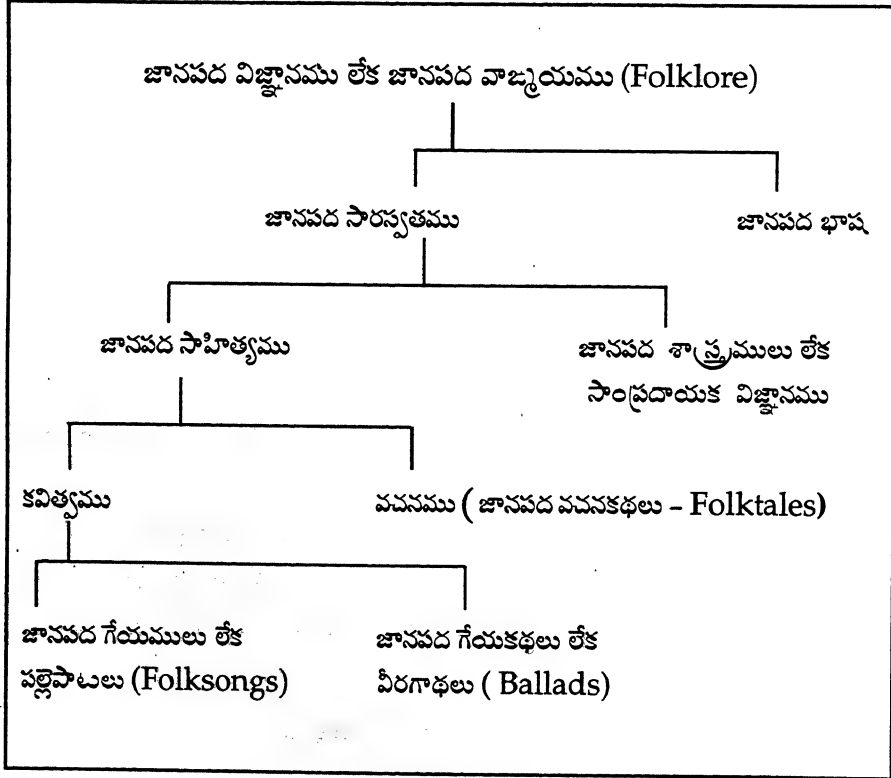 జానపద విజ్ఞానము లేక జానపద వాఙ్మయము (Folklore)
జానపద సారస్వతము జానపద భాష
జానపద సాహిత్యము జానపద శాస్త్రములు లేక
సాంప్రదాయక విజ్ఞానము
కవిత్వము వచనము ( జానపద వచనకథలు – Folktales)
జానపద గేయములు లేక జానపద గేయకథలు లేక
పల్లెపాటలు (Folksongs) వీరగాథలు ( Ballads)